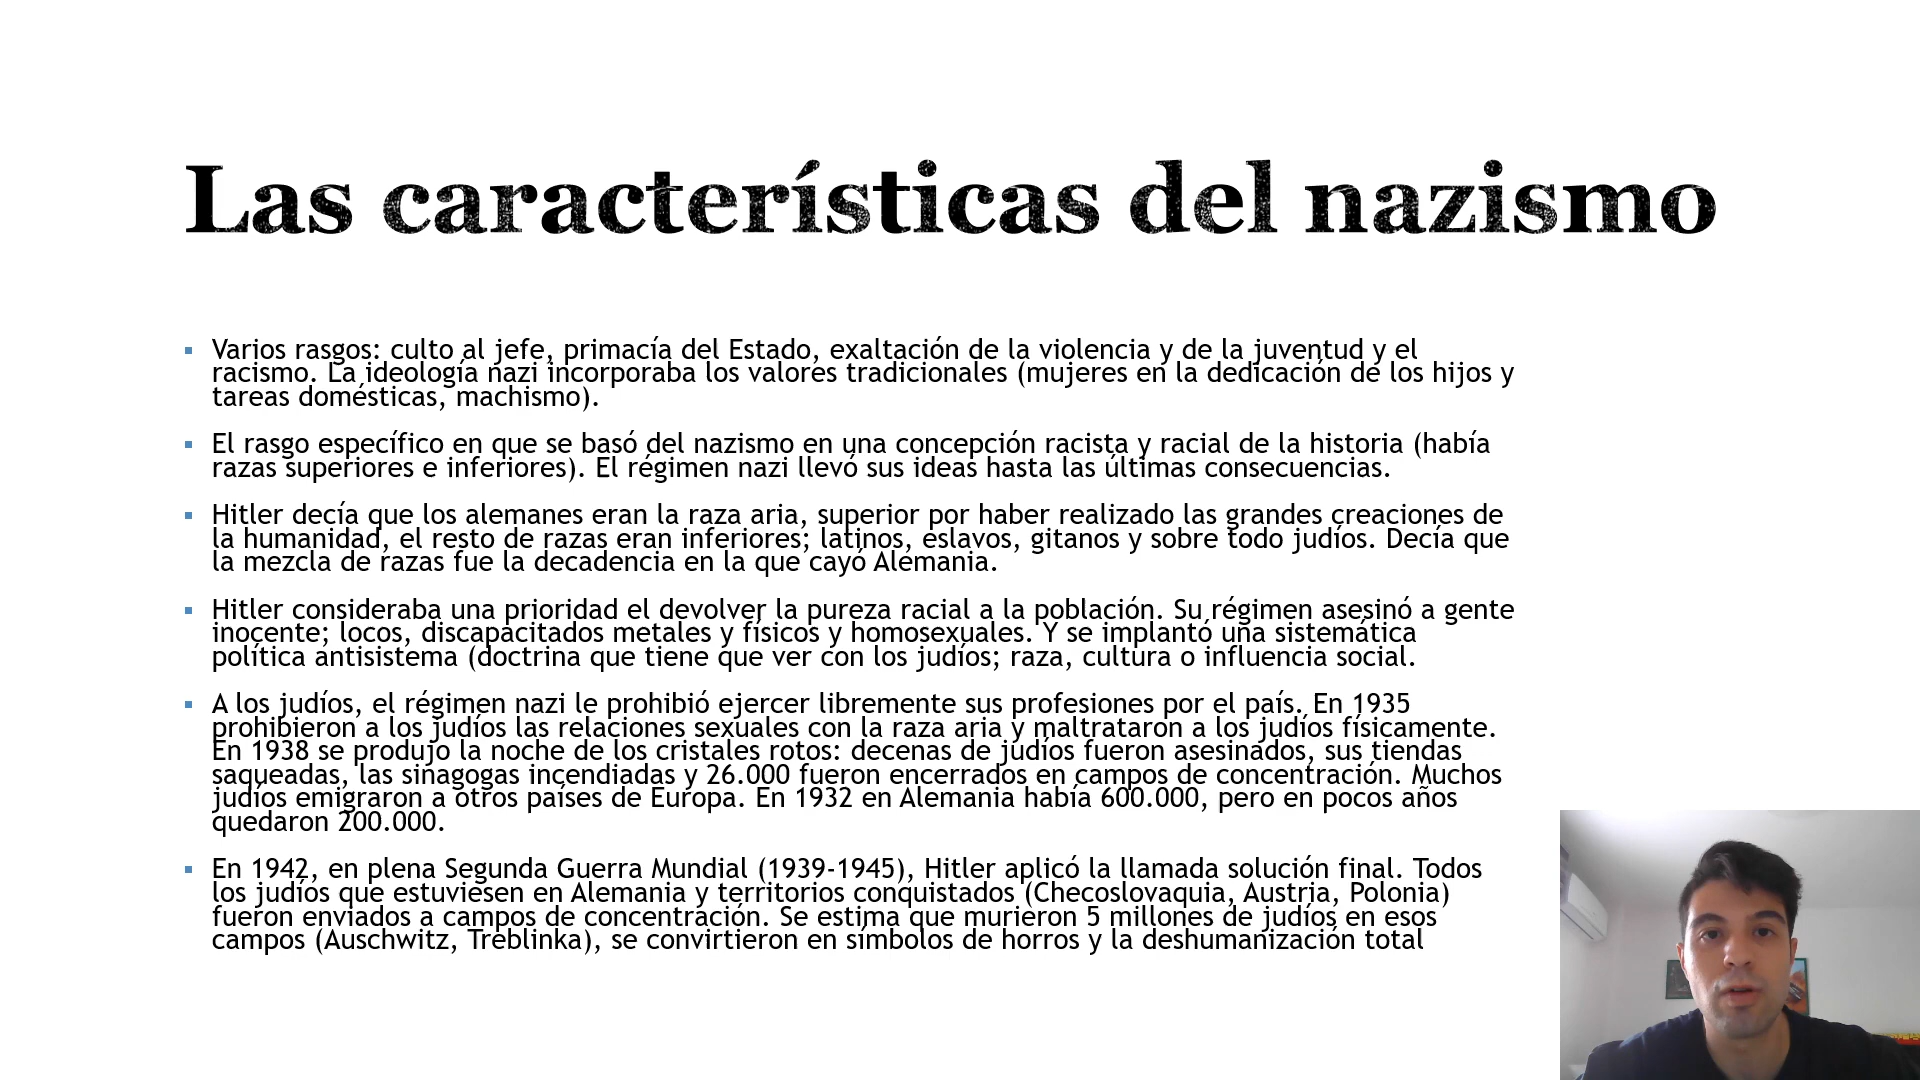 Las características del nazismo
Varios rasgos: culto al jefe, primacía del Estado, exaltación de la violencia y de la juventud y el
racismo. La ideología nazi incorporaba los valores tradicionales (mujeres en la dedicación de los hijos y
tareas domésticas, machismo).
El rasgo específico en que se basó del nazismo en una concepción racista y racial de la historia (había
razas superiores e inferiores). El régimen nazi llevó sus ideas hasta las últimas consecuencias.
Hitler decía que los alemanes eran la raza aria, superior por haber realizado las grandes creaciones de
la humanidad, el resto de razas eran inferiores; latinos, eslavos, gitanos y sobre todo judíos. Decía que
la mezcla de razas fue la decadencia en la que cayó Alemania.
Hitler consideraba una prioridad el devolver la pureza racial a la población. Su régimen asesinó a gente
inocente; locos, discapacitados metales y físicos y homosexuales. Y se implantó una sistemática
política antisistema (doctrina que tiene que ver con los judíos; raza, cultura o influencia social.
A los judíos, el régimen nazi le prohibió ejercer libremente sus profesiones por el país. En 1935
prohibieron a los judíos las relaciones sexuales con la raza aria y maltrataron a los judíos físicamente.
En 1938 se produjo la noche de los cristales rotos: decenas de judíos fueron asesinados, sus tiendas
saqueadas, las sinagogas incendiadas y 26.000 fueron encerrados en campos de concentración. Muchos
judíos emigraron a otros países de Europa. En 1932 en Alemania había 600.000, pero en pocos años
quedaron 200.000.
En 1942, en plena Segunda Guerra Mundial (1939-1945), Hitler aplicó la llamada solución final. Todos
los judíos que estuviesen en Alemania y territorios conquistados (Checoslovaquia, Austria, Polonia)
fueron enviados a campos de concentración. Se estima que murieron 5 millones de judíos en esos
campos (Auschwitz, Treblinka), se convirtieron en símbolos de horros y la deshumanización total